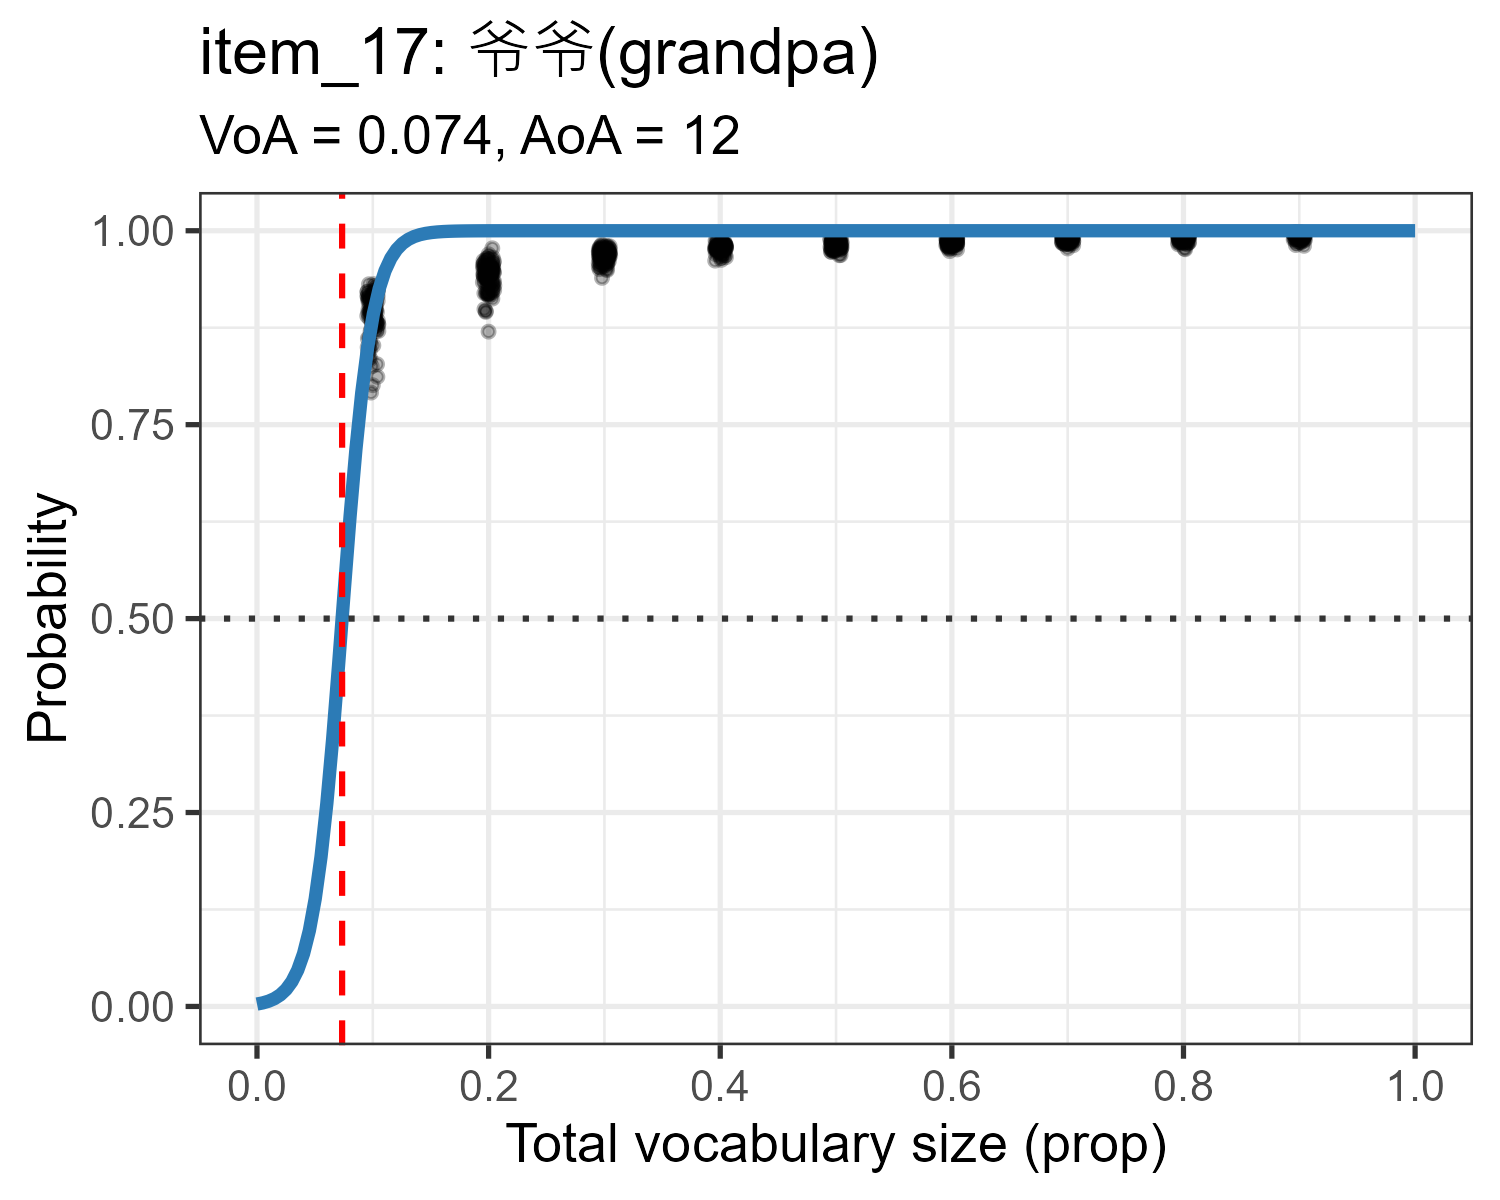 item_17: 爷爷(grandpa)
VoA = 0.074, AoA = 12
Probability
1.00
0.75
0.50
0.25
0.00
0.0 0.2 0.4 0.6 0.8 1.0
Total vocabulary size (prop)